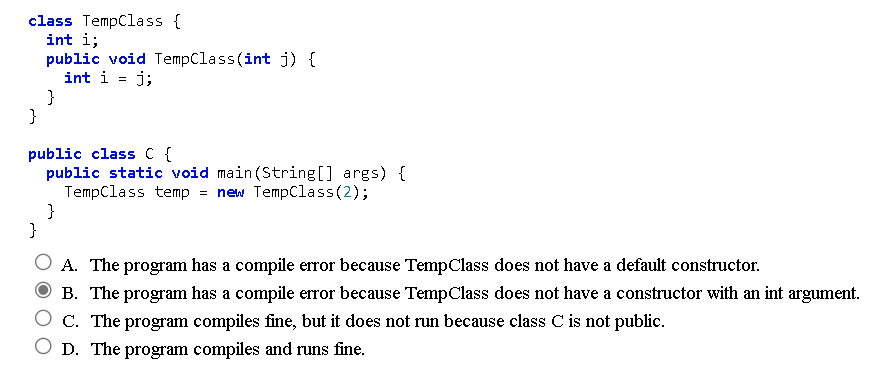 class TempClass {
  int i;
  public void TempClass(int j) {
    int i = j;
  }
}

public class C {
  public static void main(String[] args) {
    TempClass temp = new TempClass(2);
  }
}
A. The program has a compile error because TempClass does not have a default constructor.
B. The program has a compile error because TempClass does not have a constructor with an int argument.
C. The program compiles fine, but it does not run because class C is not public.
D. The program compiles and runs fine.